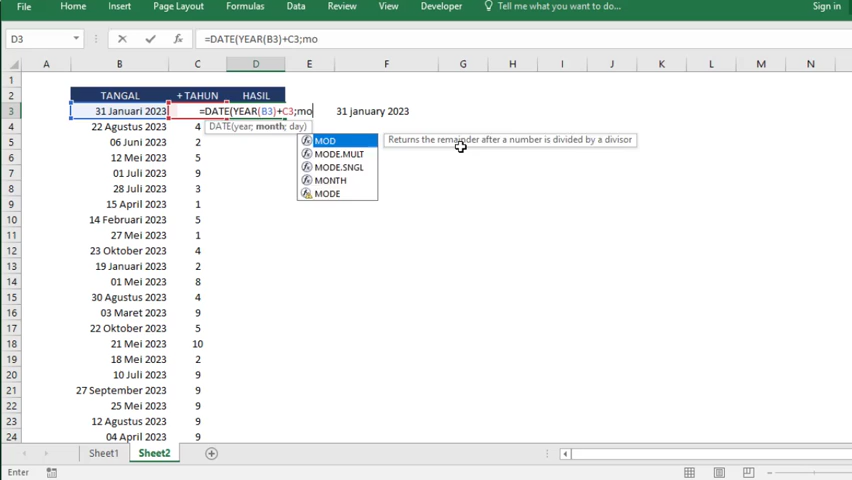 File Home Insert Page Layout Formulas Data Review View Developer Tell me what you want to do... Sign in
D3 fx =DATE(YEAR(B3)+C3;mo
A B C D E F G H I J K L M N
1
2 TANGAL + TAHUN HASIL
3 31 Januari 2023 =DATE(YEAR(B3)+C3;mo 31 january 2023
4 22 Agustus 2023 4 DATE(year; month; day)
5 06 Juni 2023 2 MOD Returns the remainder after a number is divided by a divisor
6 12 Mei 2023 5 MODE.MULT
7 01 Juli 2023 9 MODE.SNGL
8 28 Juli 2023 3 MONTH
9 15 April 2023 1 MODE
10 14 Februari 2023 5
11 27 Mei 2023 1
12 23 Oktober 2023 4
13 19 Januari 2023 2
14 01 Mei 2023 8
15 30 Agustus 2023 4
16 03 Maret 2023 9
17 22 Oktober 2023 5
18 21 Mei 2023 10
19 18 Mei 2023 2
20 10 Juli 2023 9
21 27 September 2023 9
22 25 Mei 2023 9
23 12 Agustus 2023 9
24 04 April 2023 9
Sheet1 Sheet2
Enter